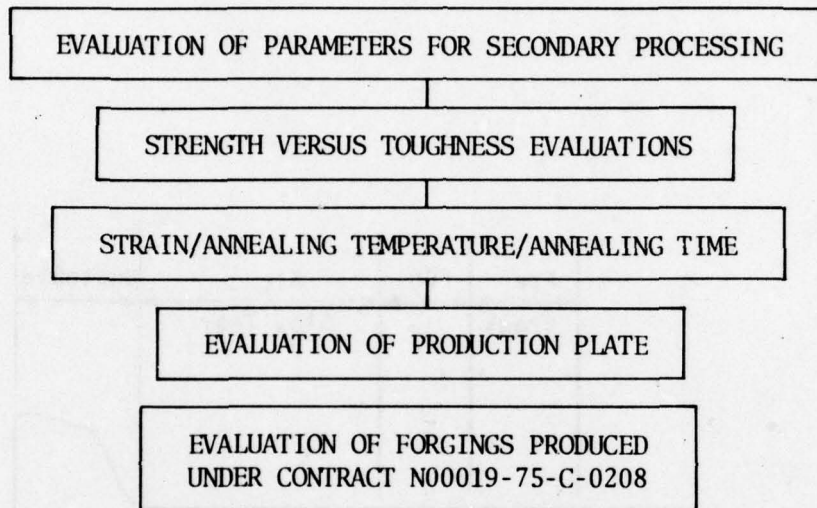 EVALUATION OF PARAMETERS FOR SECONDARY PROCESSING
STRENGTH VERSUS TOUGHNESS EVALUATIONS
STRAIN/ANNEALING TEMPERATURE/ANNEALING TIME
EVALUATION OF PRODUCTION PLATE
EVALUATION OF FORGINGS PRODUCED
UNDER CONTRACT N00019-75-C-0208